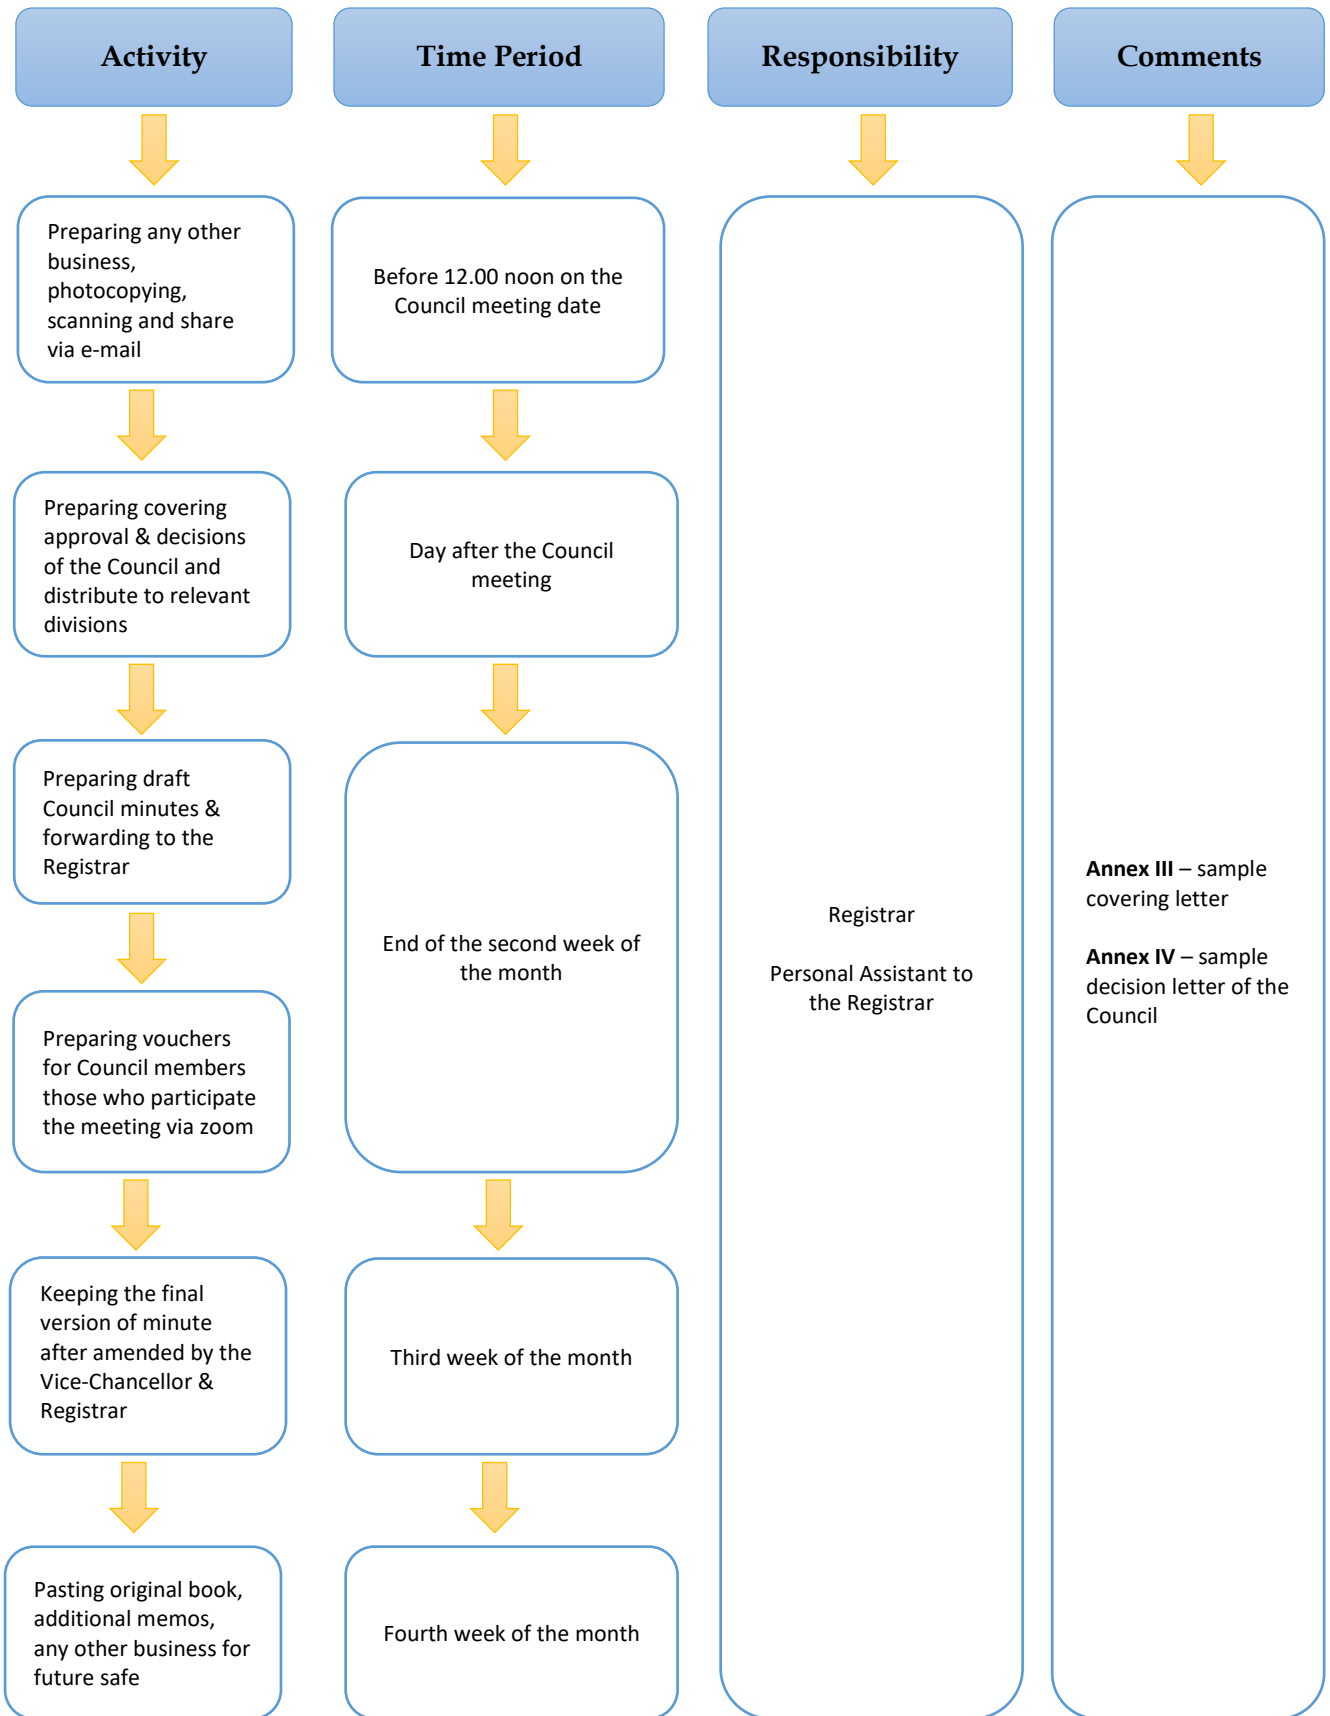 Activity
Time Period
Responsibility
Comments
Preparing any other
business,
photocopying,
scanning and share
via e-mail
Before 12.00 noon on the
Council meeting date
Preparing covering
approval & decisions
of the Council and
distribute to relevant
divisions
Day after the Council
meeting
Preparing draft
Council minutes &
forwarding to the
Registrar
Preparing vouchers
for Council members
those who participate
the meeting via zoom
End of the second week of
the month
Keeping the final
version of minute
after amended by the
Vice-Chancellor &
Registrar
Third week of the month
Pasting original book,
additional memos,
any other business for
future safe
Fourth week of the month
Registrar
Personal Assistant to
the Registrar
Annex III – sample
covering letter
Annex IV – sample
decision letter of the
Council